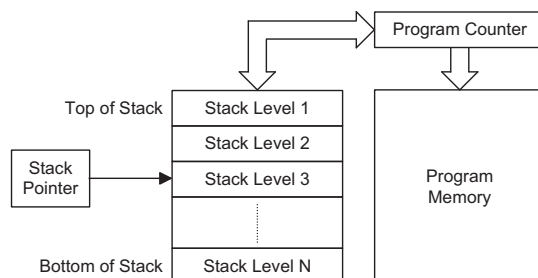 Program Counter
Top of Stack
Stack Level 1
Stack Level 2
Stack
Pointer
Stack Level 3
Program
Memory
Bottom of Stack
Stack Level N